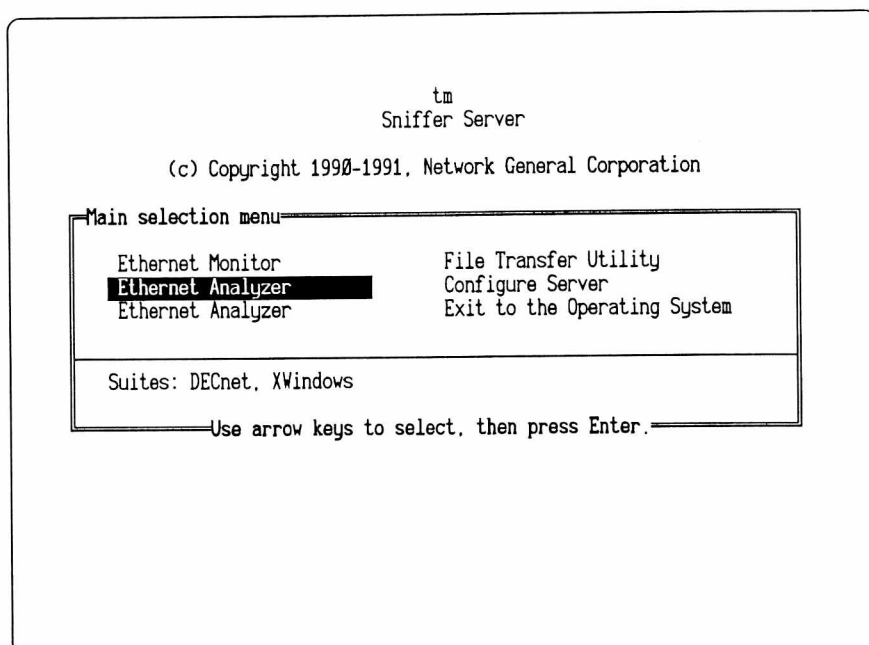 tm
Sniffer Server
(c) Copyright 1990-1991, Network General Corporation
Main selection menu
Ethernet Monitor
Ethernet Analyzer
Ethernet Analyzer
File Transfer Utility
Configure Server
Exit to the Operating System
Suites: DECnet, XWindows
Use arrow keys to select, then press Enter.